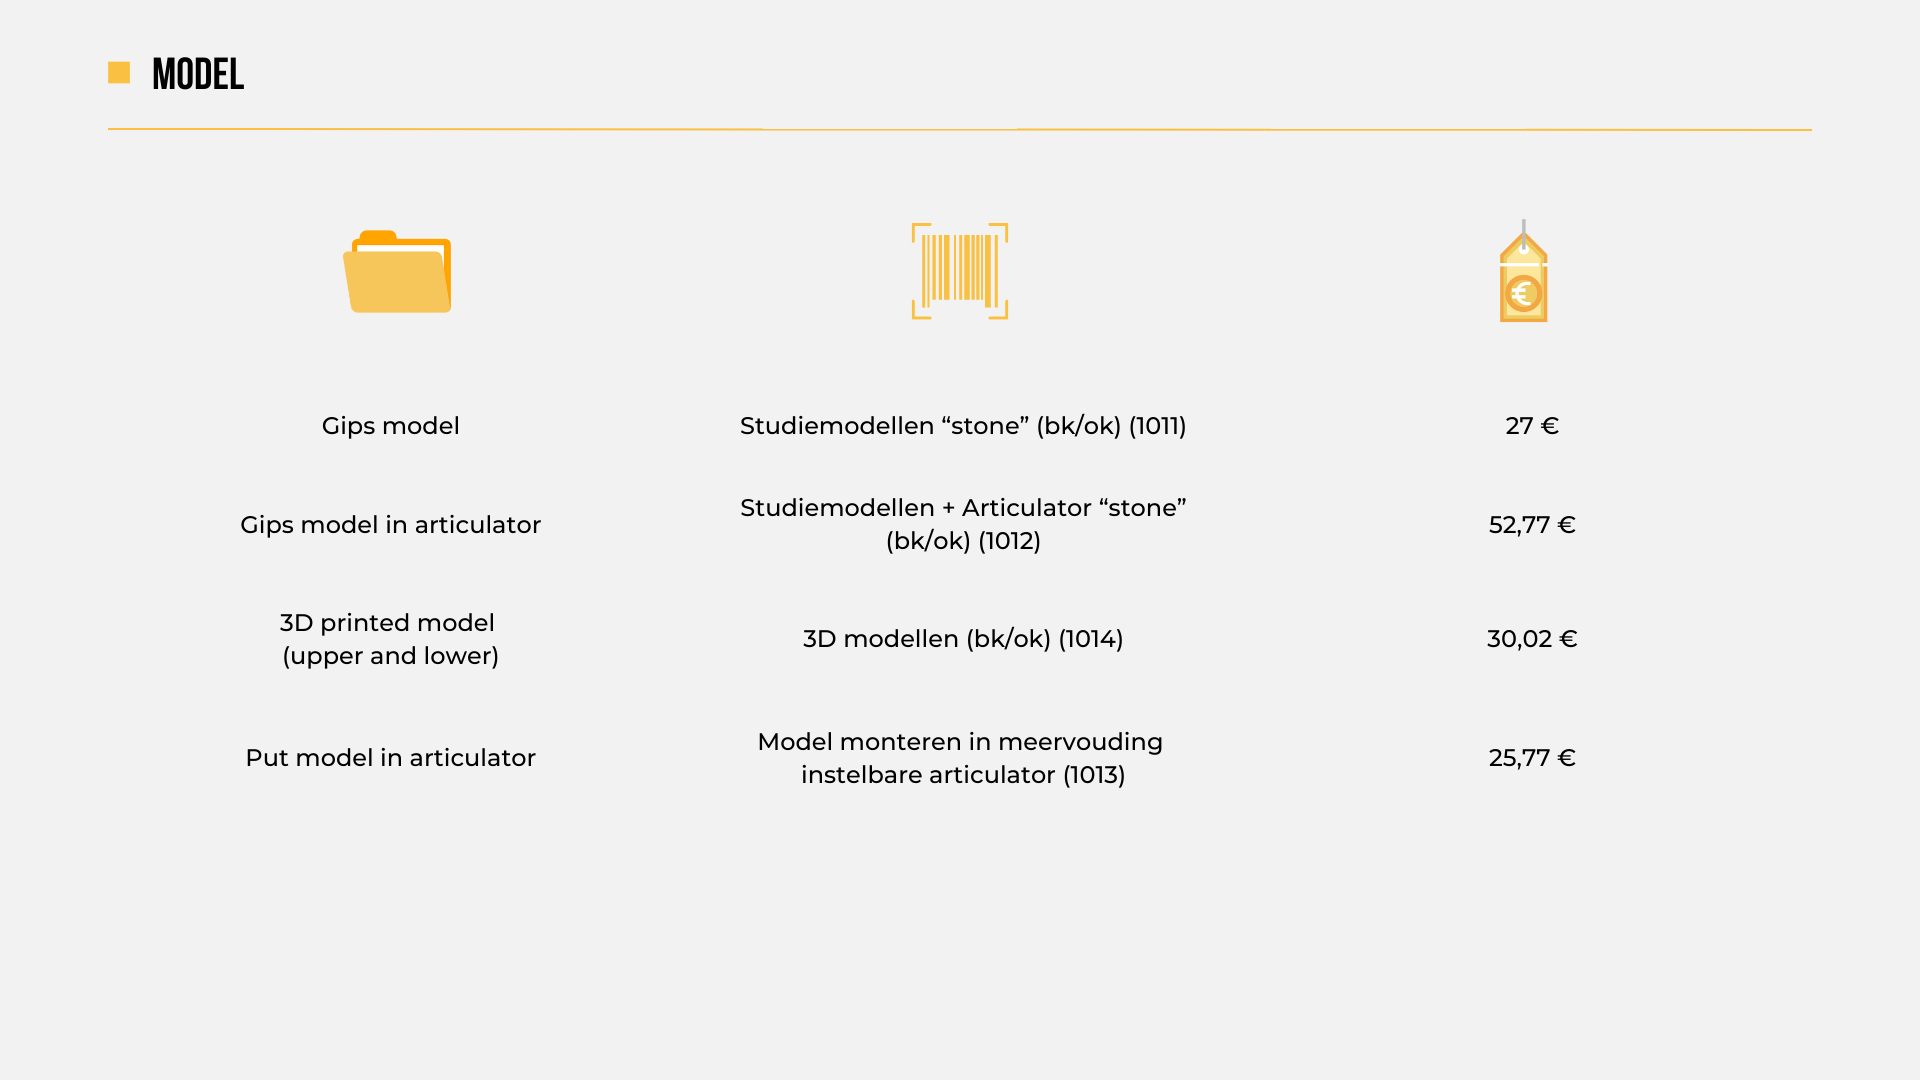 MODEL
Gips model
Studiemodellen “stone” (bk/ok) (1011)
27 €
Gips model in articulator
Studiemodellen + Articulator “stone”
(bk/ok) (1012)
52,77 €
3D printed model
(upper and lower)
3D modellen (bk/ok) (1014)
30,02 €
Put model in articulator
Model monteren in meervouding
instelbare articulator (1013)
25,77 €